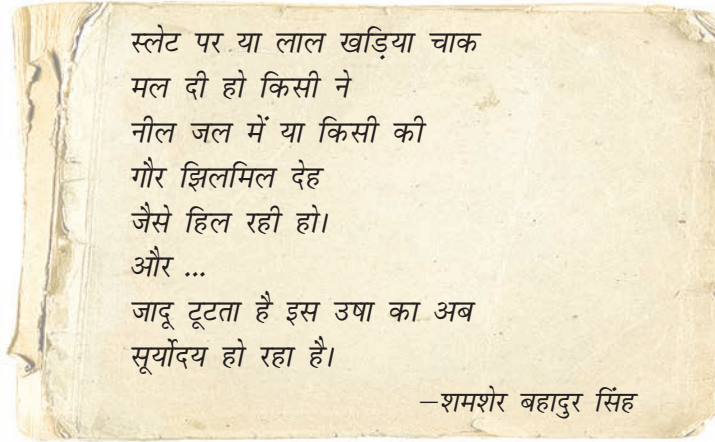 स्लेट पर या लाल खड़िया चाक
मल दी हो किसी ने
नील जल में या किसी की
गौर झिलमिल देह
जैसे हिल रही हो।
और ...
जादू टूटता है इस उषा का अब
सूर्योदय हो रहा है।
–शमशेर बहादुर सिंह